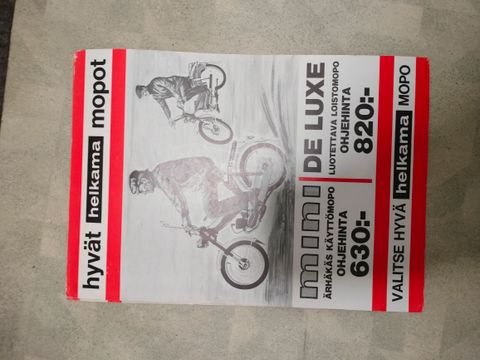 hyvät helkama mopot
mini
ÄRHÄKÄS KÄYTTÖMOPO
OHJEHINTA
630:-
DE LUXE
LUOTETTAVA LOISTOMOPO
OHJEHINTA
820:-
VALITSE HYVÄ helkama MOPO